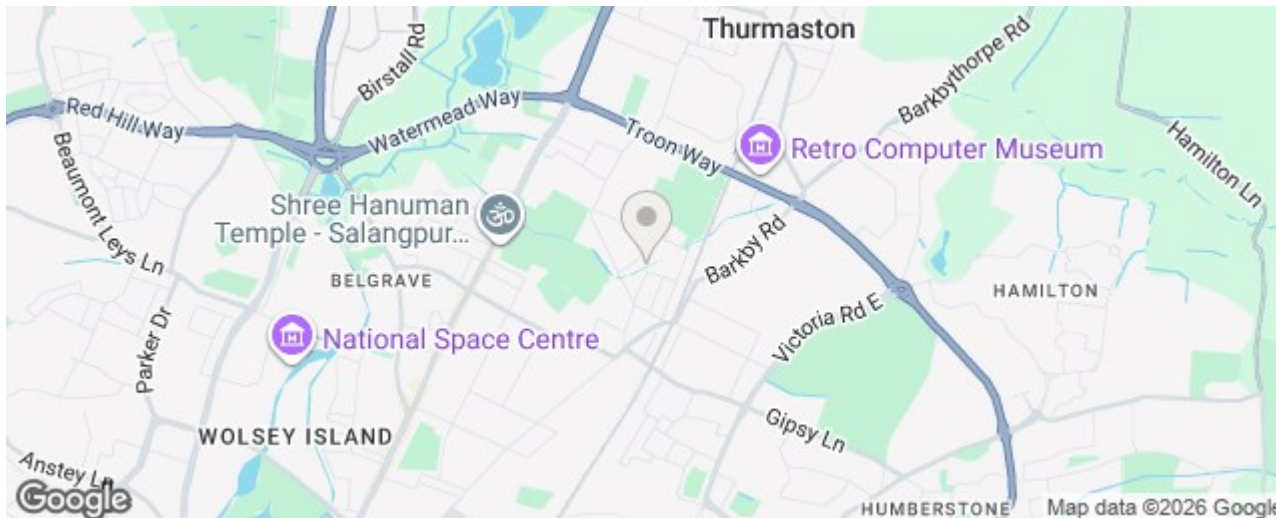 Thurmaston
Birstall Rd
Barkbythorpe Rd
Red Hill Way
Watermead Way
Troon Way
Hamilton Ln
Retro Computer Museum
Beaumont Leys Ln
Shree Hanuman
Temple - Salangpur...
Barkby Rd
BELGRAVE
HAMILTON
Victoria Rd E
National Space Centre
Parker Dr
Gipsy Ln
WOLSEY ISLAND
Anstey Ln
Google
HUMBERSTONE
Map data ©2026 Google